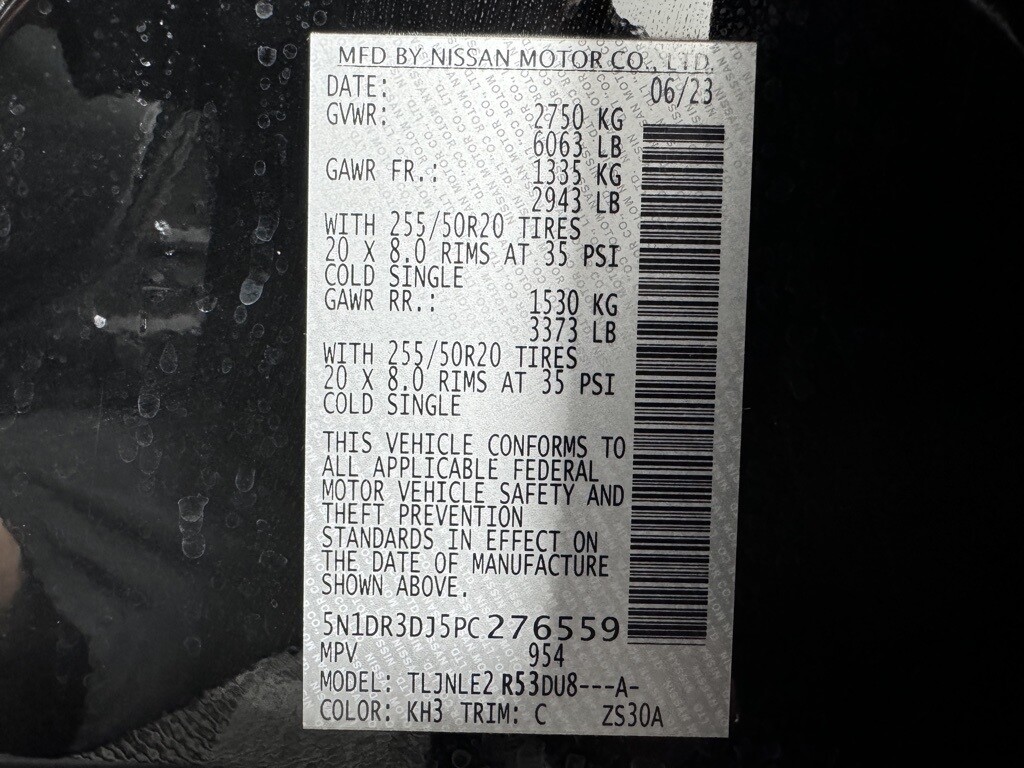 MFD BY NISSAN MOTOR CO., LTD.
DATE: 06/23
GVWR: 2750 KG
6063 LB
GAWR FR.: 1335 KG
2943 LB
WITH 255/50R20 TIRES
20 X 8.0 RIMS AT 35 PSI
COLD SINGLE
GAWR RR.: 1530 KG
3373 LB
WITH 255/50R20 TIRES
20 X 8.0 RIMS AT 35 PSI
COLD SINGLE
THIS VEHICLE CONFORMS TO
ALL APPLICABLE FEDERAL
MOTOR VEHICLE SAFETY AND
THEFT PREVENTION
STANDARDS IN EFFECT ON
THE DATE OF MANUFACTURE
SHOWN ABOVE.
5N1DR3DJ5PC276559
MPV 954
MODEL: TLJNLE2 R53DU8---A-
COLOR: KH3 TRIM: C ZS30A